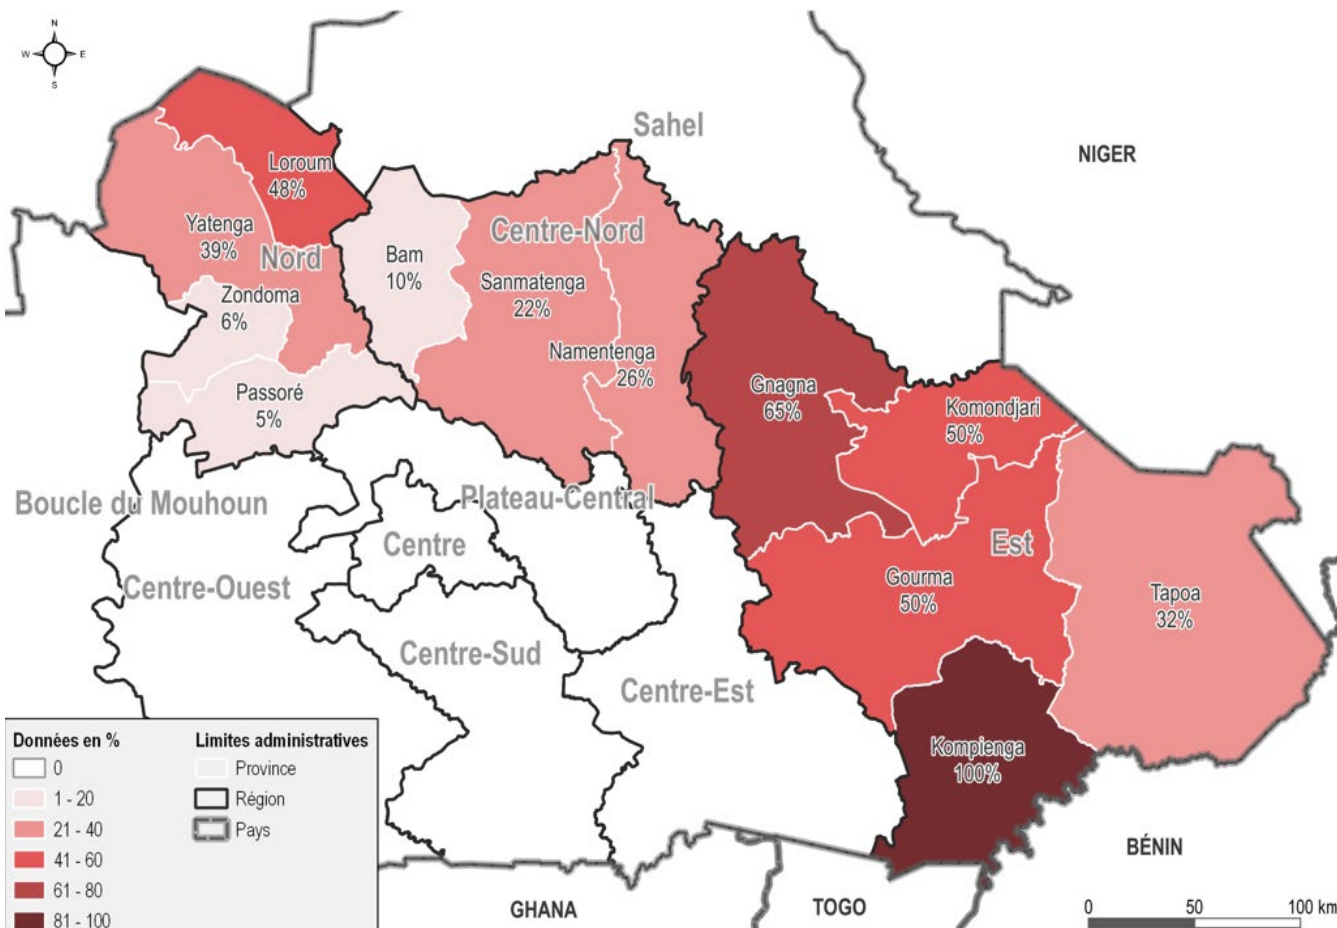 N
W E
S
Sahel
NIGER
Loroum
48%
Yatenga
39%
Nord
Centre-Nord
Bam
10%
Sanmatenga
22%
Zondoma
6%
Namentenga
26%
Passoré
5%
Gnagna
65%
Komondjari
50%
Boucle du Mouhoun
Plateau-Central
Centre
Est
Centre-Ouest
Gourma
50%
Tapoa
32%
Centre-Sud
Centre-Est
Kompienga
100%
BÉNIN
GHANA
TOGO
Données en %
0
1 - 20
21 - 40
41 - 60
61 - 80
81 - 100
Limites administratives
Province
Région
Pays
0 50 100 km